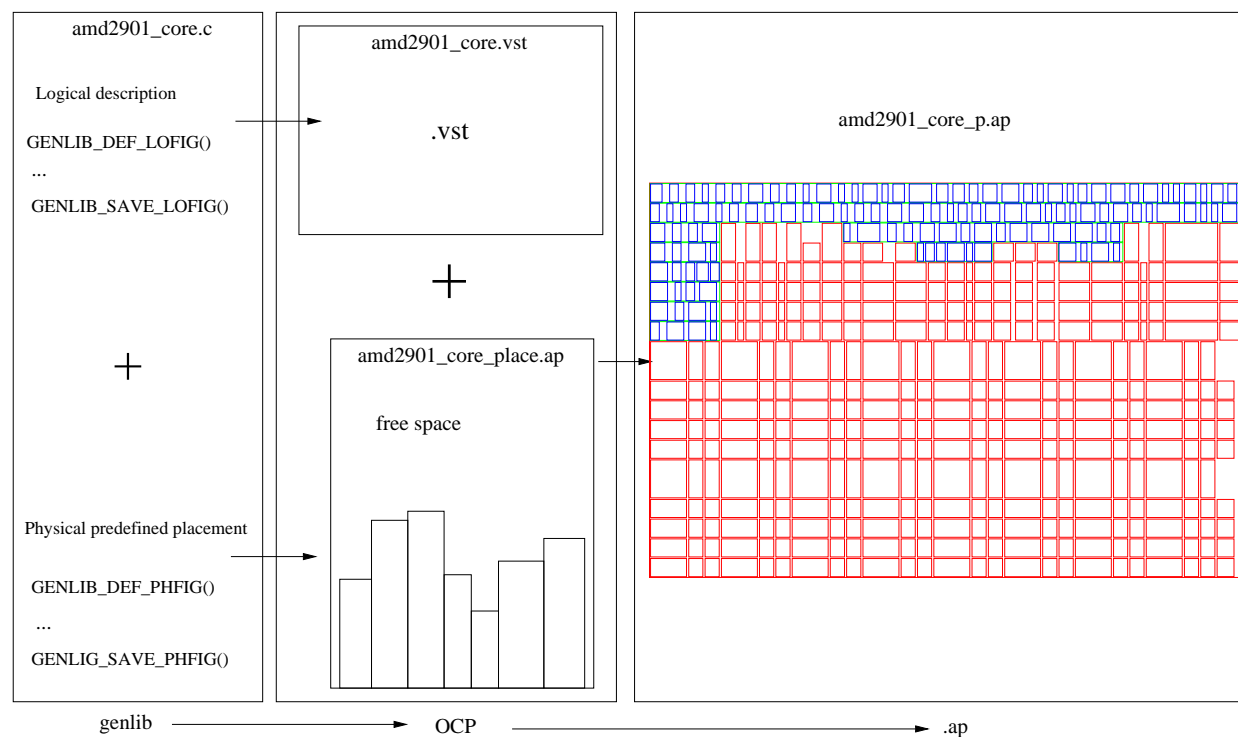 amd2901_core.c
Logical description
GENLIB_DEF_LOFIG()
...
GENLIB_SAVE_LOFIG()
+
Physical predefined placement
GENLIB_DEF_PHFIG()
...
GENLIG_SAVE_PHFIG()
amd2901_core.vst
.vst
+
amd2901_core_place.ap
free space
amd2901_core_p.ap
genlib
OCP
.ap